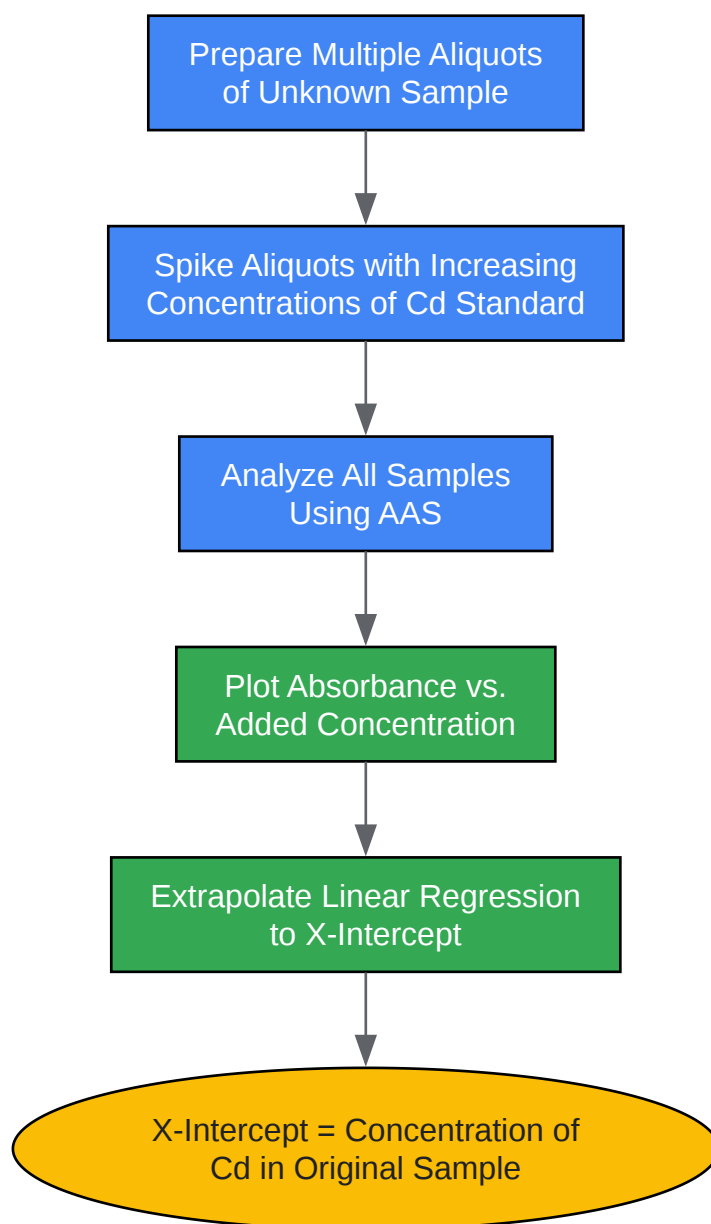 Prepare Multiple Aliquots
of Unknown Sample
Spike Aliquots with Increasing
Concentrations of Cd Standard
Analyze All Samples
Using AAS
Plot Absorbance vs.
Added Concentration
Extrapolate Linear Regression
to X-Intercept
X-Intercept = Concentration of
Cd in Original Sample